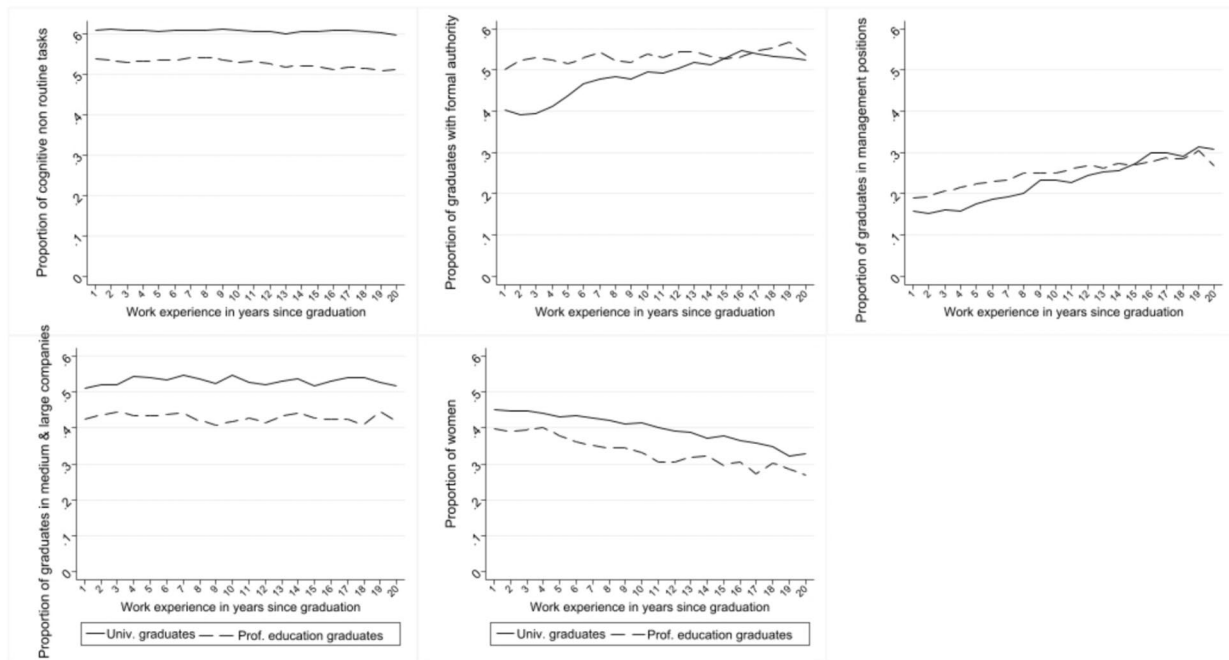 Proportion of cognitive non routine tasks
.6
.5
.4
.3
.2
.1
0
1 2 3 4 5 6 7 8 9 10 11 12 13 14 15 16 17 18 19 20
Work experience in years since graduation
Proportion of graduates with formal authority
.6
.5
.4
.3
.2
.1
0
1 2 3 4 5 6 7 8 9 10 11 12 13 14 15 16 17 18 19 20
Work experience in years since graduation
Proportion of graduates in management positions
.6
.5
.4
.3
.2
.1
0
1 2 3 4 5 6 7 8 9 10 11 12 13 14 15 16 17 18 19 20
Work experience in years since graduation
Proportion of graduates in medium & large companies
.6
.5
.4
.3
.2
.1
0
1 2 3 4 5 6 7 8 9 10 11 12 13 14 15 16 17 18 19 20
Work experience in years since graduation
Univ. graduates Prof. education graduates
Proportion of women
.6
.5
.4
.3
.2
.1
0
1 2 3 4 5 6 7 8 9 10 11 12 13 14 15 16 17 18 19 20
Work experience in years since graduation
Univ. graduates Prof. education graduates